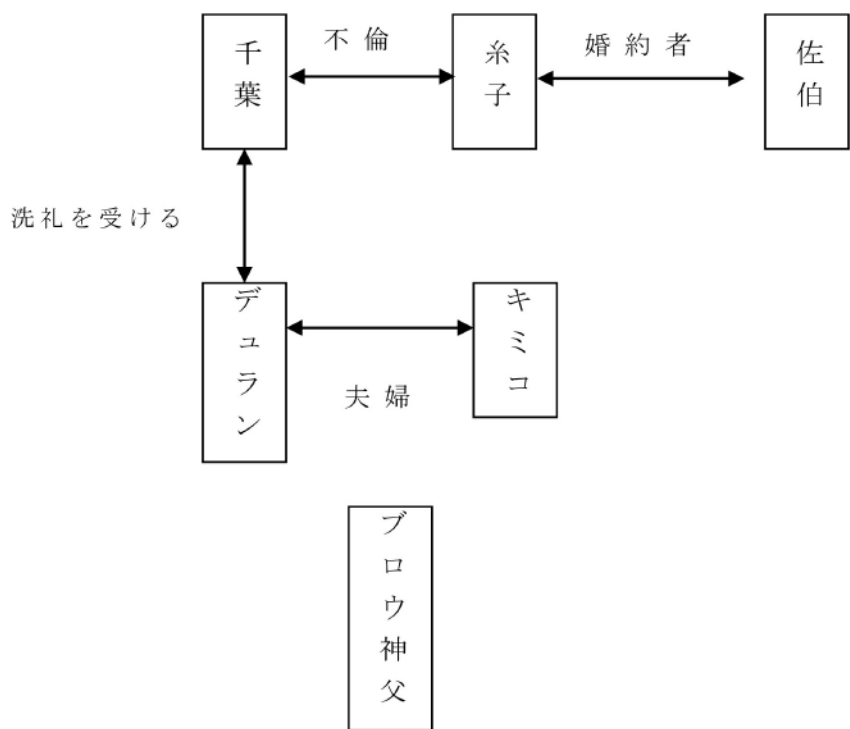 千葉
不倫
糸子
婚約者
佐伯
洗礼を受ける
デュラン
夫婦
キミコ
ブロウ神父